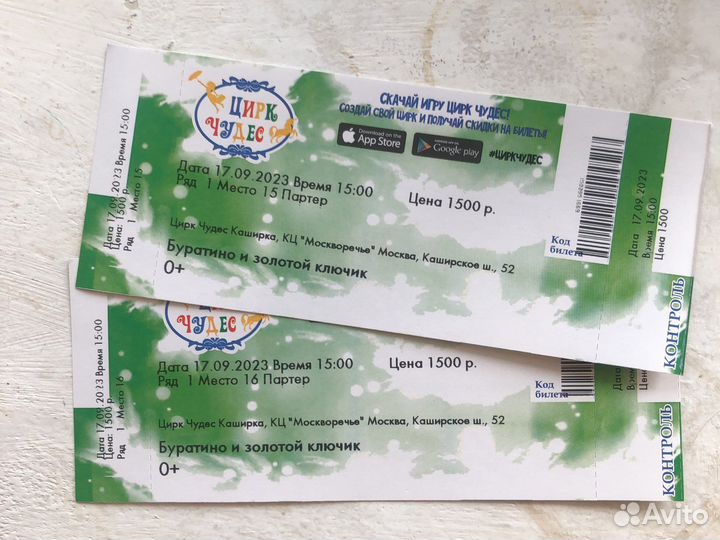 Дата 17.09.2023 Время 15:00
Цена: 1500 р.
Ряд 1 Место 15
ЦИРК
ЧУДЕС
СКАЧАЙ ИГРУ ЦИРК ЧУДЕС!
СОЗДАЙ СВОЙ ЦИРК И ПОЛУЧАЙ СКИДКИ НА БИЛЕТЫ!
Download on the
App Store
Google play
#ЦИРКЧУДЕС
Дата 17.09.2023 Время 15:00
Ряд 1 Место 15 Партер
Цена 1500 р.
Цирк Чудес Каширка, КЦ "Москворечье" Москва, Каширское ш., 52
Буратино и золотой ключик
0+
Код
билета
Дата 17.09.2023
Время 15:00
Цена 1500
КОНТРОЛЬ
Дата 17.09.2023 Время 15:00
Цена: 1500 р.
Ряд 1 Место 16
ЧУДЕС
Дата 17.09.2023 Время 15:00
Ряд 1 Место 16 Партер
Цена 1500 р.
Цирк Чудес Каширка, КЦ "Москворечье" Москва, Каширское ш., 52
Буратино и золотой ключик
0+
Код
билета
Дата
Время
Цена
КОНТРОЛЬ
Avito